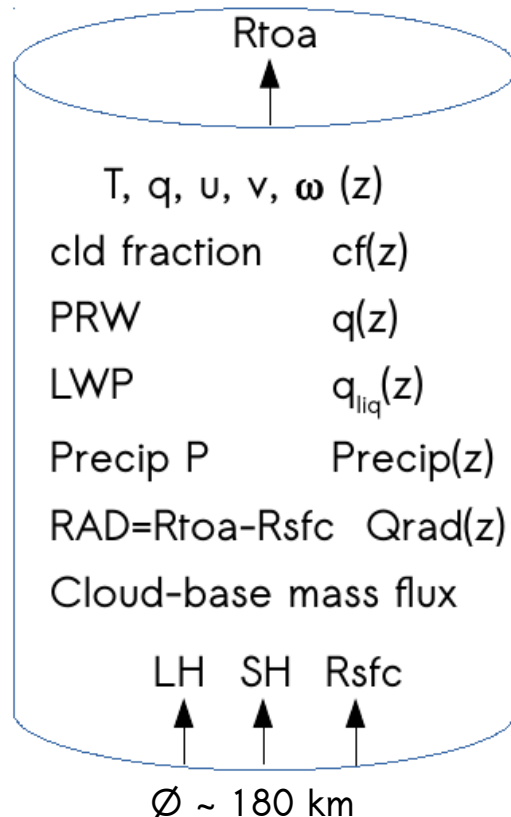 Rtoa
T, q, u, v, ω (z)
cld fraction cf(z)
PRW q(z)
LWP q_liq(z)
Precip P Precip(z)
RAD=Rtoa-Rsfc Qrad(z)
Cloud-base mass flux
LH SH Rsfc
Ø ~ 180 km